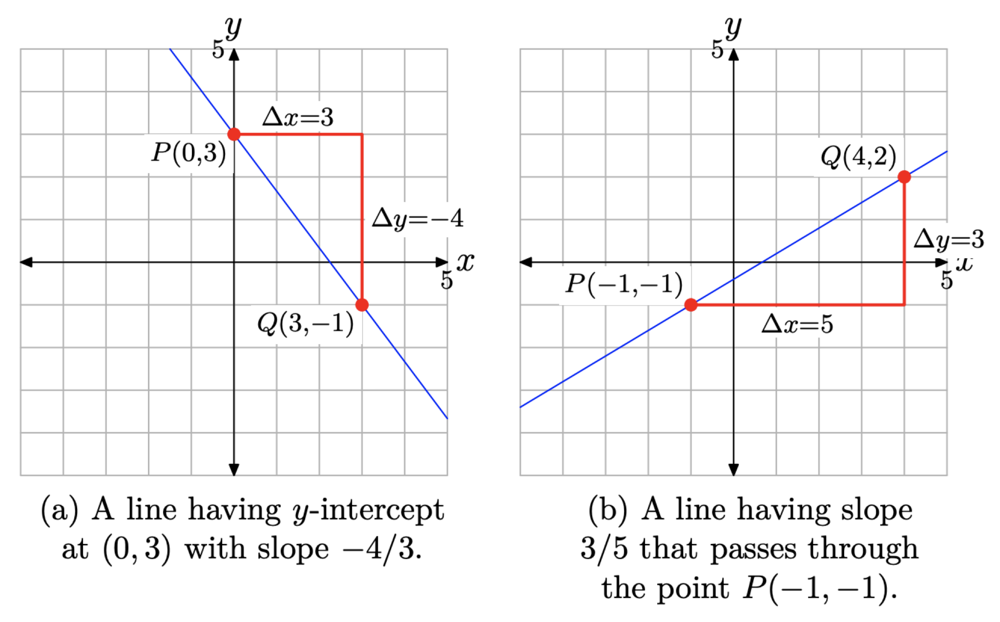 y
5
Δx=3
P(0,3)
Δy=−4
x
5
Q(3,−1)
(a) A line having y-intercept
at (0, 3) with slope −4/3.
y
5
Q(4,2)
Δy=3
x
5
P(−1,−1)
Δx=5
(b) A line having slope
3/5 that passes through
the point P(−1, −1).